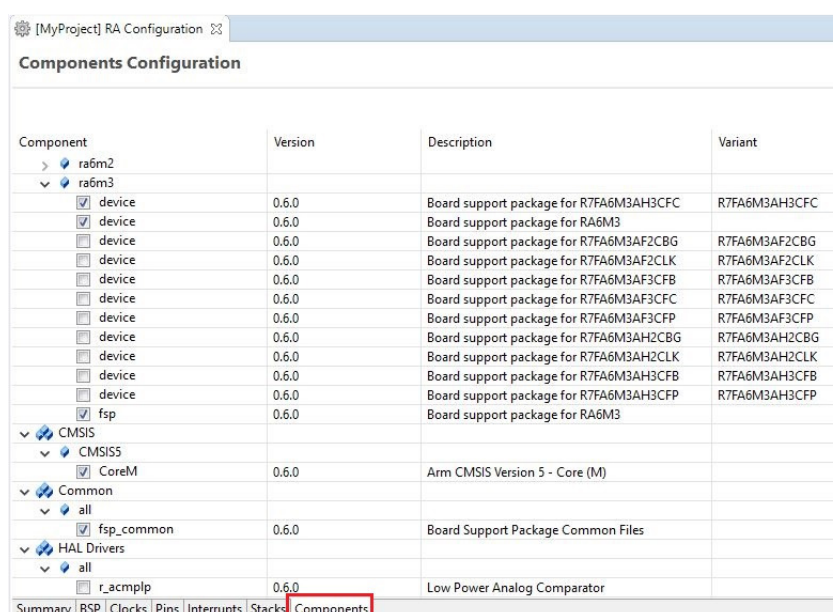 [MyProject] RA Configuration
Components Configuration
Component Version Description Variant
ra6m2
ra6m3
device 0.6.0 Board support package for R7FA6M3AH3CFC R7FA6M3AH3CFC
device 0.6.0 Board support package for RA6M3
device 0.6.0 Board support package for R7FA6M3AF2CBG R7FA6M3AF2CBG
device 0.6.0 Board support package for R7FA6M3AF2CLK R7FA6M3AF2CLK
device 0.6.0 Board support package for R7FA6M3AF3CFB R7FA6M3AF3CFB
device 0.6.0 Board support package for R7FA6M3AF3CFC R7FA6M3AF3CFC
device 0.6.0 Board support package for R7FA6M3AF3CFP R7FA6M3AF3CFP
device 0.6.0 Board support package for R7FA6M3AH2CBG R7FA6M3AH2CBG
device 0.6.0 Board support package for R7FA6M3AH2CLK R7FA6M3AH2CLK
device 0.6.0 Board support package for R7FA6M3AH3CFB R7FA6M3AH3CFB
device 0.6.0 Board support package for R7FA6M3AH3CFP R7FA6M3AH3CFP
fsp 0.6.0 Board support package for RA6M3
CMSIS
CMSIS5
CoreM 0.6.0 Arm CMSIS Version 5 - Core (M)
Common
all
fsp_common 0.6.0 Board Support Package Common Files
HAL Drivers
all
r_acmplp 0.6.0 Low Power Analog Comparator
Summary BSP Clocks Pins Interrupts Stacks Components